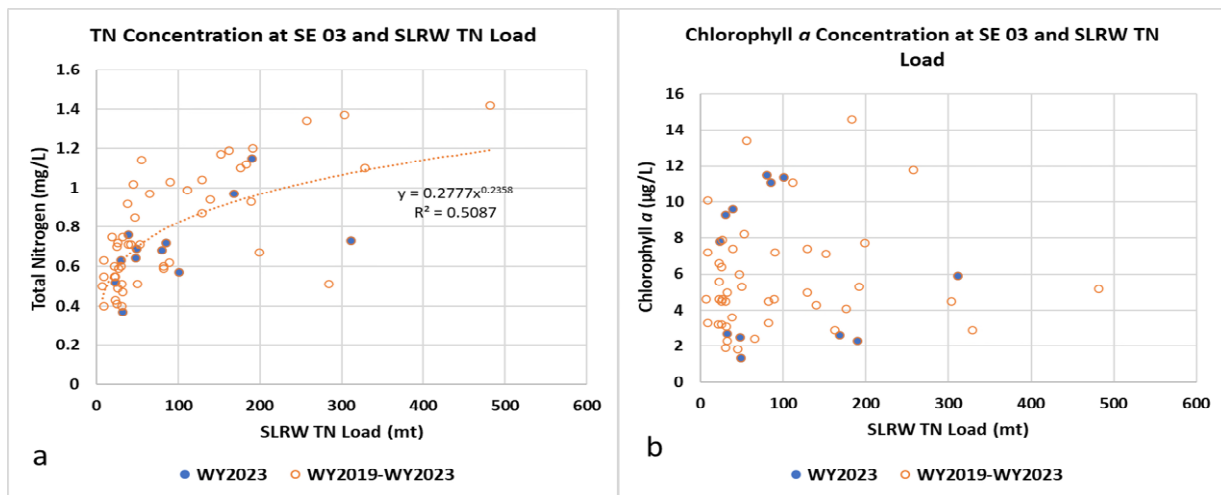 TN Concentration at SE 03 and SLRW TN Load
1.6
1.4
1.2
1
0.8
0.6
0.4
0.2
0
Total Nitrogen (mg/L)
y = 0.2777x^0.2358
R² = 0.5087
0 100 200 300 400 500 600
SLRW TN Load (mt)
a
WY2023 WY2019-WY2023
Chlorophyll a Concentration at SE 03 and SLRW TN
Load
16
14
12
10
8
6
4
2
0
Chlorophyll a (µg/L)
0 100 200 300 400 500 600
SLRW TN Load (mt)
b
WY2023 WY2019-WY2023